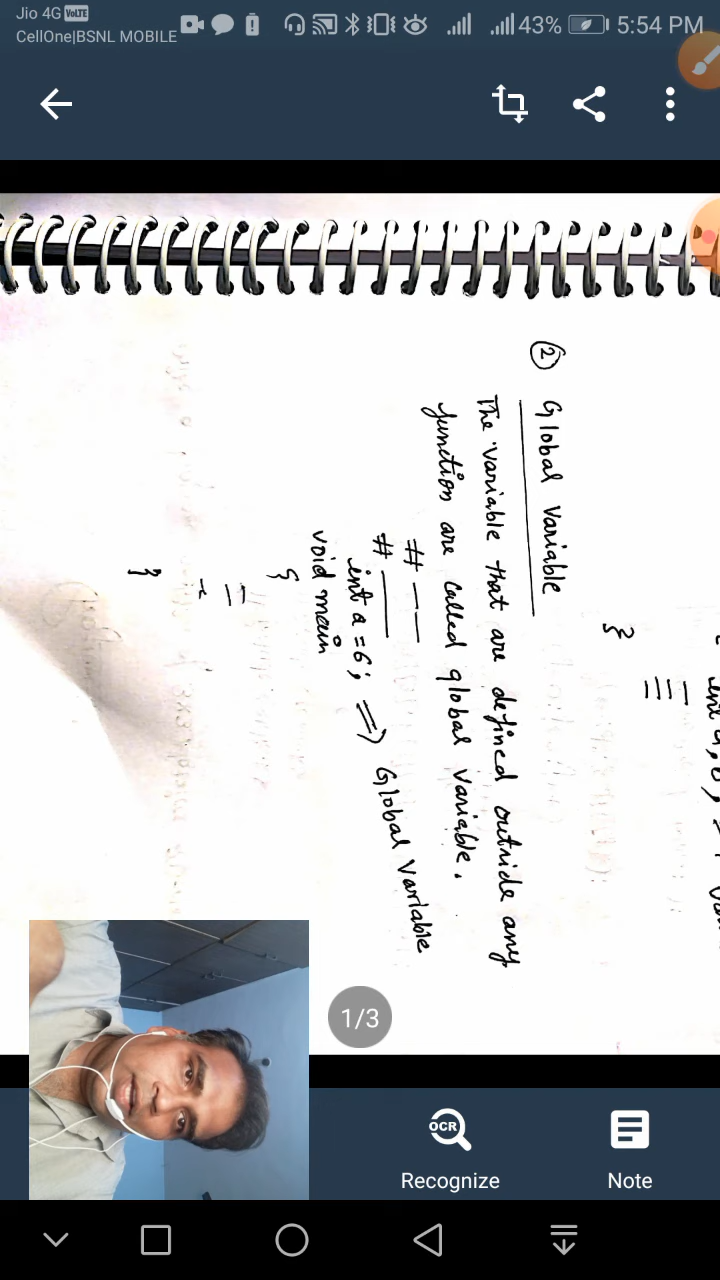 Jio 4G VoLTE
CellOne|BSNL MOBILE
43% 5:54 PM
② Global Variable
The variable that are defined outside any
function are called global variable.
# ——
# ——
int a = 6; => Global Variable
void main
{
}
}
1/3
OCR
Recognize
Note